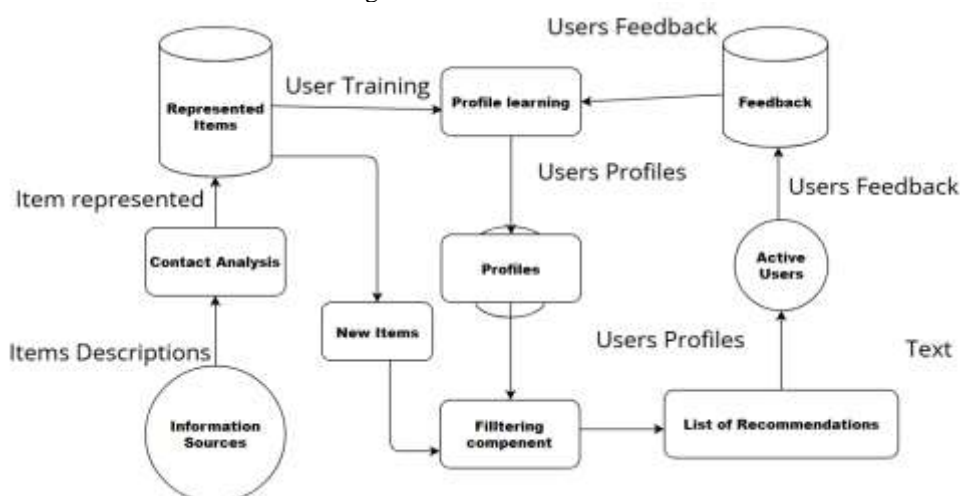 Users Feedback
Represented
Items
User Training
Profile learning
Feedback
Users Profiles
Item represented
Users Feedback
Contact Analysis
Profiles
Active
Users
New Items
Users Profiles
Text
Items Descriptions
Information
Sources
Filltering
compenent
List of Recommendations